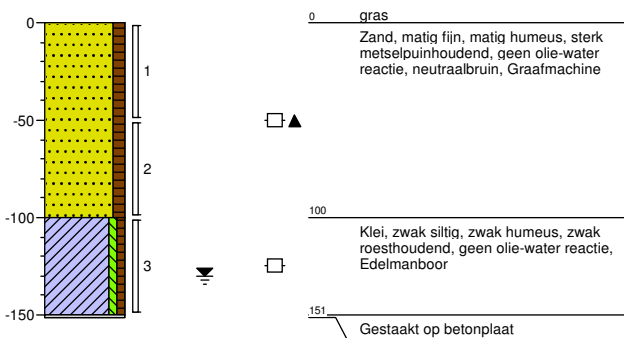 0
-50
-100
-150
1
2
3
0
gras
Zand, matig fijn, matig humeus, sterk
metselpuinhoudend, geen olie-water
reactie, neutraalbruin, Graafmachine
100
Klei, zwak siltig, zwak humeus, zwak
roesthoudend, geen olie-water reactie,
Edelmanboor
151
Gestaakt op betonplaat